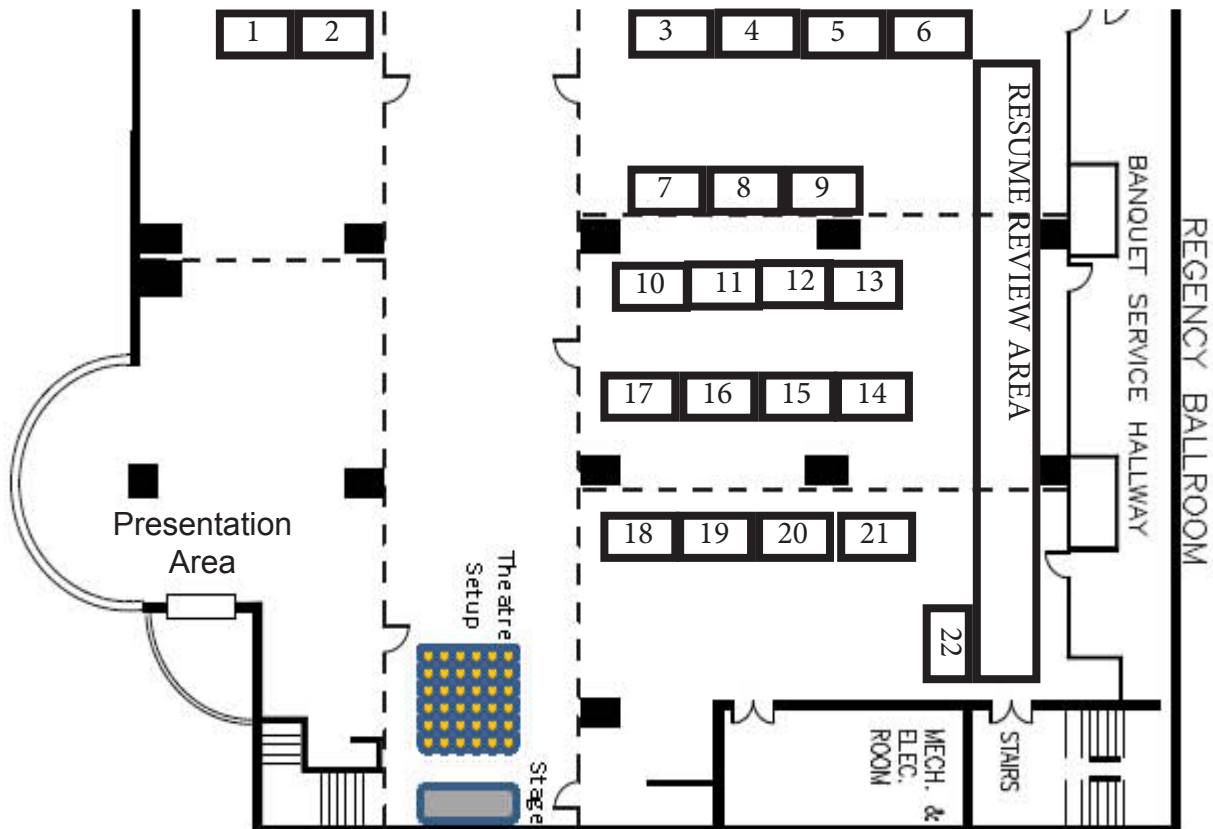 1
2
3
4
5
6
7
8
9
10
11
12
13
17
16
15
14
18
19
20
21
22
RESUME REVIEW AREA
BANQUET SERVICE HALLWAY
REGENCY BALLROOM
Presentation
Area
Theatre
Setup
Stage
MECH. &
ELEC.
ROOM
STAIRS